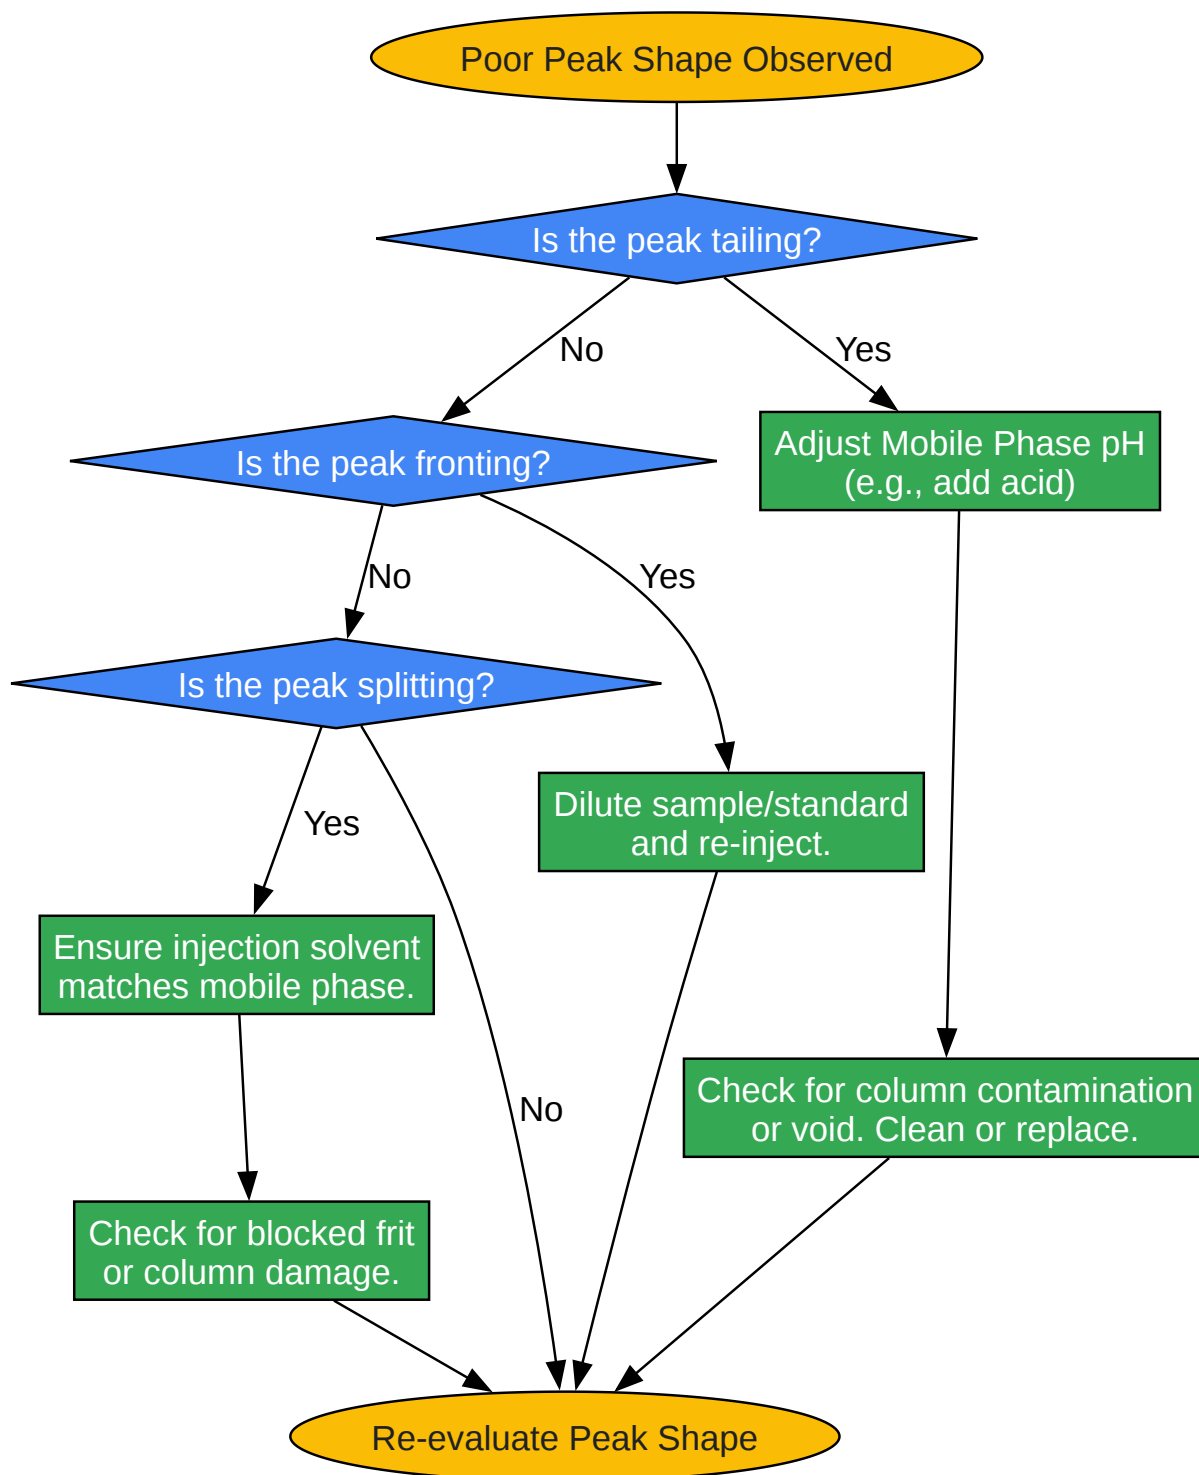 Poor Peak Shape Observed
Is the peak tailing?
No
Yes
Is the peak fronting?
Adjust Mobile Phase pH
(e.g., add acid)
No
Yes
Is the peak splitting?
Yes
Dilute sample/standard
and re-inject.
Ensure injection solvent
matches mobile phase.
No
Check for column contamination
or void. Clean or replace.
Check for blocked frit
or column damage.
Re-evaluate Peak Shape